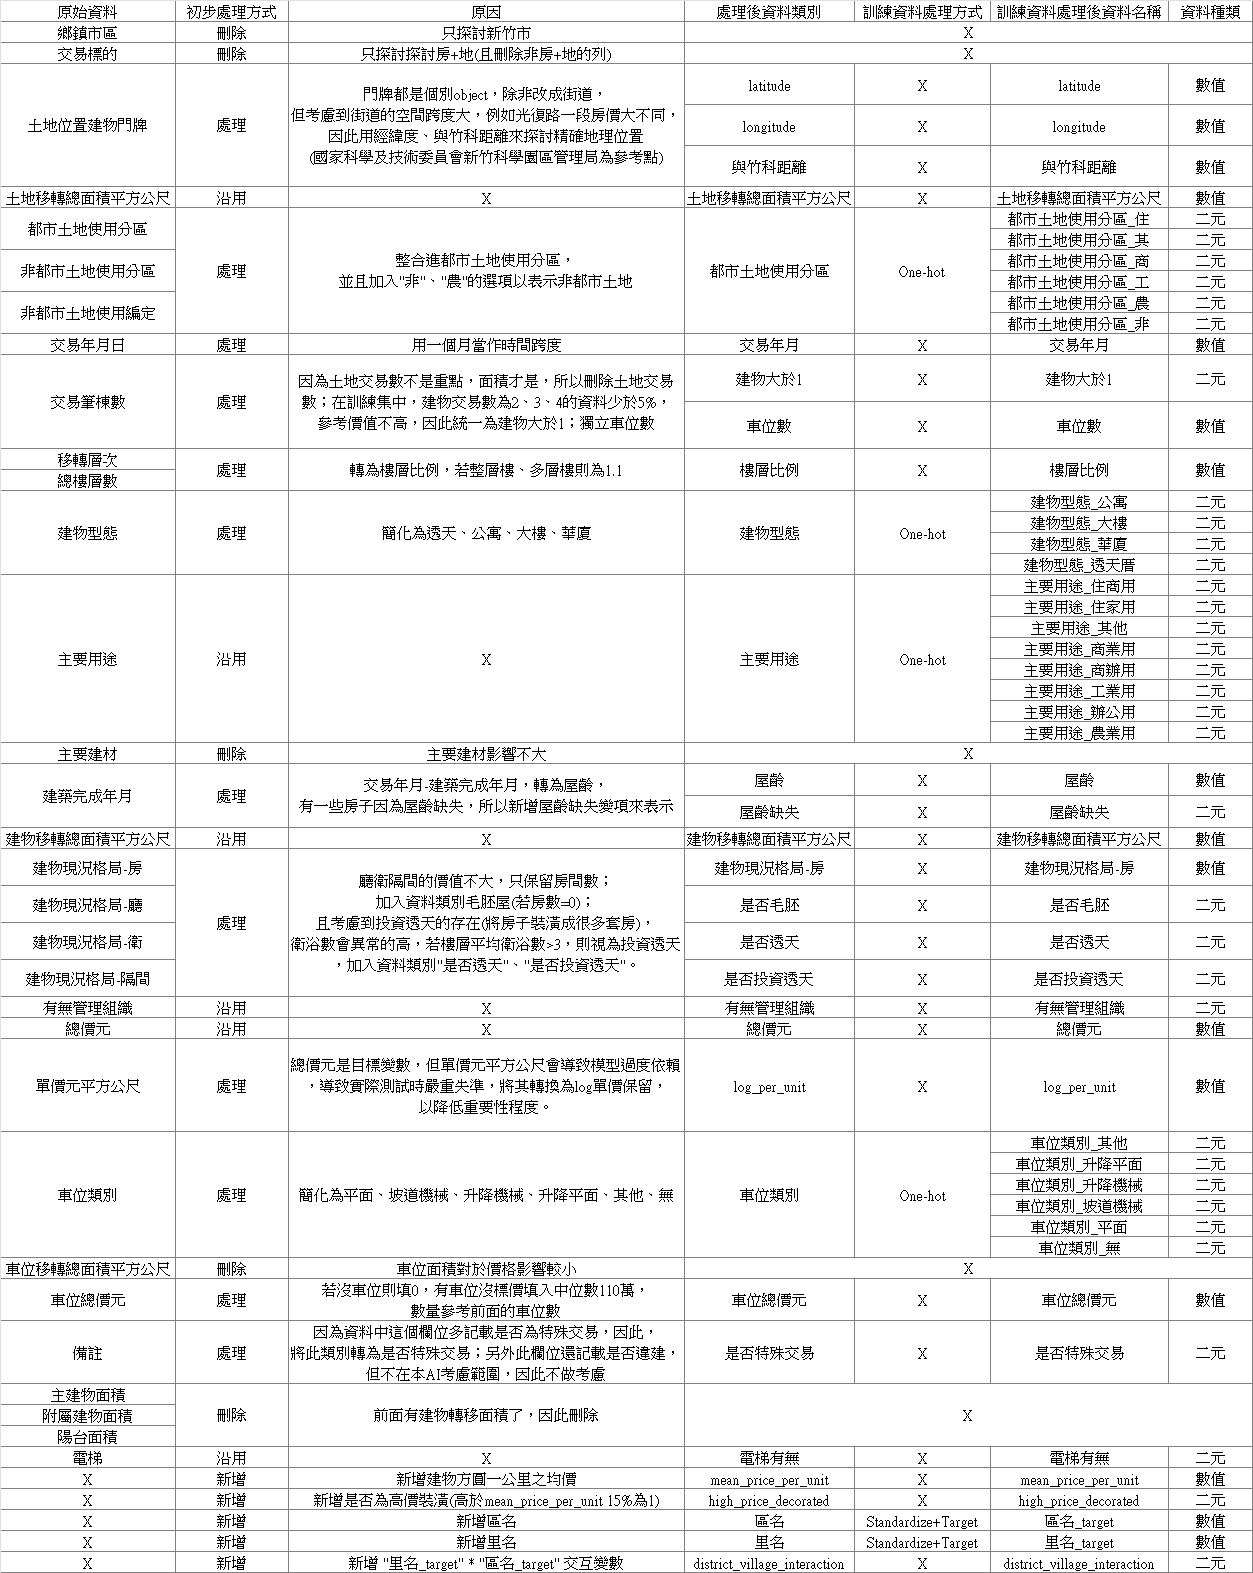 原始資料 初步處理方式 原因 處理後資料類別 訓練資料處理方式 訓練資料處理後資料名稱 資料種類
鄉鎮市區 刪除 只探討新竹市 X
交易標的 刪除 只探討探討房+地(且刪除非房+地的列) X
土地位置建物門牌 處理 門牌都是個別object，除非改成街道，
但考慮到街道的空間跨度大，例如光復路一段房價大不同，
因此用經緯度、與竹科距離來探討精確地理位置
(國家科學及技術委員會新竹科學園區管理局為參考點)
latitude X latitude 數值
longitude X longitude 數值
與竹科距離 X 與竹科距離 數值
土地移轉總面積平方公尺 沿用 X 土地移轉總面積平方公尺 X 土地移轉總面積平方公尺 數值
都市土地使用分區
非都市土地使用分區
非都市土地使用編定
處理 整合進都市土地使用分區，
並且加入"非"、"農"的選項以表示非都市土地
都市土地使用分區 One-hot
都市土地使用分區_住 二元
都市土地使用分區_其 二元
都市土地使用分區_商 二元
都市土地使用分區_工 二元
都市土地使用分區_農 二元
都市土地使用分區_非 二元
交易年月日 處理 用一個月當作時間跨度 交易年月 X 交易年月 數值
交易筆棟數 處理 因為土地交易數不是重點，面積才是，所以刪除土地交易
數；在訓練集中，建物交易數為2、3、4的資料少於5%，
參考價值不高，因此統一為建物大於1；獨立車位數
建物大於1 X 建物大於1 二元
車位數 X 車位數 數值
移轉層次
總樓層數
處理 轉為樓層比例，若整層樓、多層樓則為1.1 樓層比例 X 樓層比例 數值
建物型態 處理 簡化為透天、公寓、大樓、華廈 建物型態 One-hot
建物型態_公寓 二元
建物型態_大樓 二元
建物型態_華廈 二元
建物型態_透天厝 二元
主要用途 沿用 X 主要用途 One-hot
主要用途_住商用 二元
主要用途_住家用 二元
主要用途_其他 二元
主要用途_商業用 二元
主要用途_商辦用 二元
主要用途_工業用 二元
主要用途_辦公用 二元
主要用途_農業用 二元
主要建材 刪除 主要建材影響不大 X
建築完成年月 處理 交易年月-建築完成年月，轉為屋齡，
有一些房子因為屋齡缺失，所以新增屋齡缺失變項來表示
屋齡 X 屋齡 數值
屋齡缺失 X 屋齡缺失 二元
建物移轉總面積平方公尺 沿用 X 建物移轉總面積平方公尺 X 建物移轉總面積平方公尺 數值
建物現況格局-房
建物現況格局-廳
建物現況格局-衛
建物現況格局-隔間
處理 廳衛隔間的價值不大，只保留房間數；
加入資料類別毛胚屋(若房數=0)；
且考慮到投資透天的存在(將房子裝潢成很多套房)，
衛浴數會異常的高，若樓層平均衛浴數>3，則視為投資透天
，加入資料類別"是否透天"、"是否投資透天"。
建物現況格局-房 X 建物現況格局-房 數值
是否毛胚 X 是否毛胚 二元
是否透天 X 是否透天 二元
是否投資透天 X 是否投資透天 二元
有無管理組織 沿用 X 有無管理組織 X 有無管理組織 二元
總價元 沿用 X 總價元 X 總價元 數值
單價元平方公尺 處理 總價元是目標變數，但單價元平方公尺會導致模型過度依賴
，導致實際測試時嚴重失準，將其轉換為log單價保留，
以降低重要性程度。
log_per_unit X log_per_unit 數值
車位類別 處理 簡化為平面、坡道機械、升降機械、升降平面、其他、無 車位類別 One-hot
車位類別_其他 二元
車位類別_升降平面 二元
車位類別_升降機械 二元
車位類別_坡道機械 二元
車位類別_平面 二元
車位類別_無 二元
車位移轉總面積平方公尺 刪除 車位面積對於價格影響較小 X
車位總價元 處理 若沒車位則填0，有車位沒標價填入中位數110萬，
數量參考前面的車位數
車位總價元 X 車位總價元 數值
備註 處理 因為資料中這個欄位多記載是否為特殊交易，因此，
將此類別轉為是否特殊交易；另外此欄位還記載是否違建，
但不在本AI考慮範圍，因此不做考慮
是否特殊交易 X 是否特殊交易 二元
主建物面積
附屬建物面積
陽台面積
刪除 前面有建物轉移面積了，因此刪除 X
電梯 沿用 X 電梯有無 X 電梯有無 二元
X 新增 新增建物方圓一公里之均價 mean_price_per_unit X mean_price_per_unit 數值
X 新增 新增是否為高價裝潢(高於mean_price_per_unit 15%為1) high_price_decorated X high_price_decorated 二元
X 新增 新增區名 區名 Standardize+Target 區名_target 數值
X 新增 新增里名 里名 Standardize+Target 里名_target 數值
X 新增 新增 "里名_target" * "區名_target" 交互變數 district_village_interaction X district_village_interaction 二元